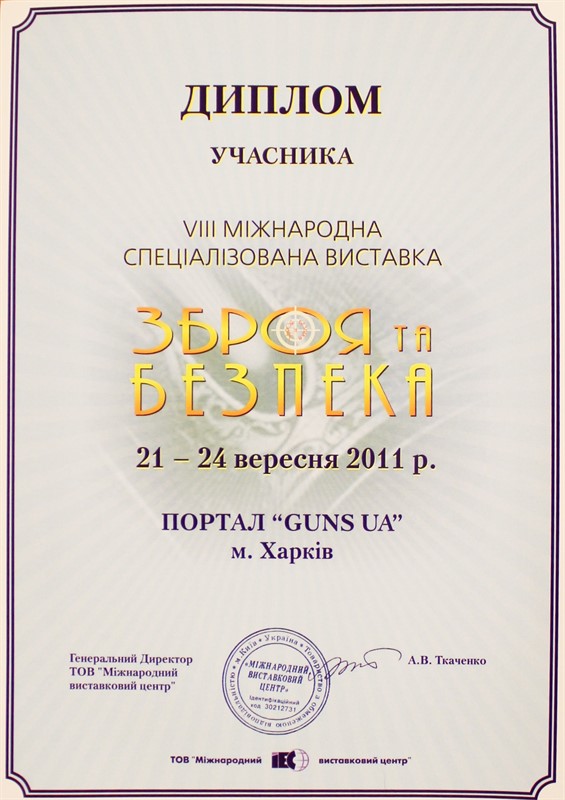 ДИПЛОМ
УЧАСНИКА
VIII МІЖНАРОДНА
СПЕЦІАЛІЗОВАНА ВИСТАВКА
ЗБРОЯ ТА
БЕЗПЕКА
21 – 24 вересня 2011 р.
ПОРТАЛ “GUNS UA”
м. Харків
Генеральний Директор
ТОВ "Міжнародний
виставковий центр"
м. Київ * Україна * Товариство з обмеженою відповідальністю *
«МІЖНАРОДНИЙ
ВИСТАВКОВИЙ
ЦЕНТР»
Ідентифікаційний
код 30212731
А.В. Ткаченко
ТОВ "Міжнародний IEC виставковий центр"